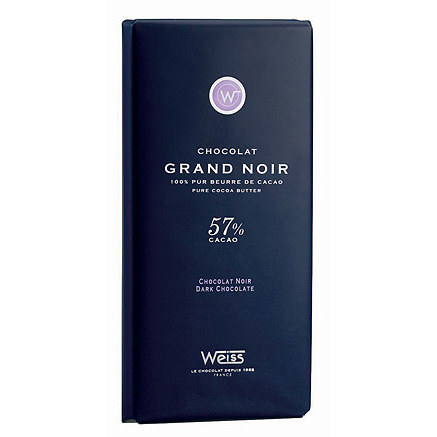 W
CHOCOLAT
GRAND NOIR
100% PUR BEURRE DE CACAO
PURE COCOA BUTTER
57%
CACAO
CHOCOLAT NOIR
DARK CHOCOLATE
Weiss
LE CHOCOLAT DEPUIS 1882
FRANCE